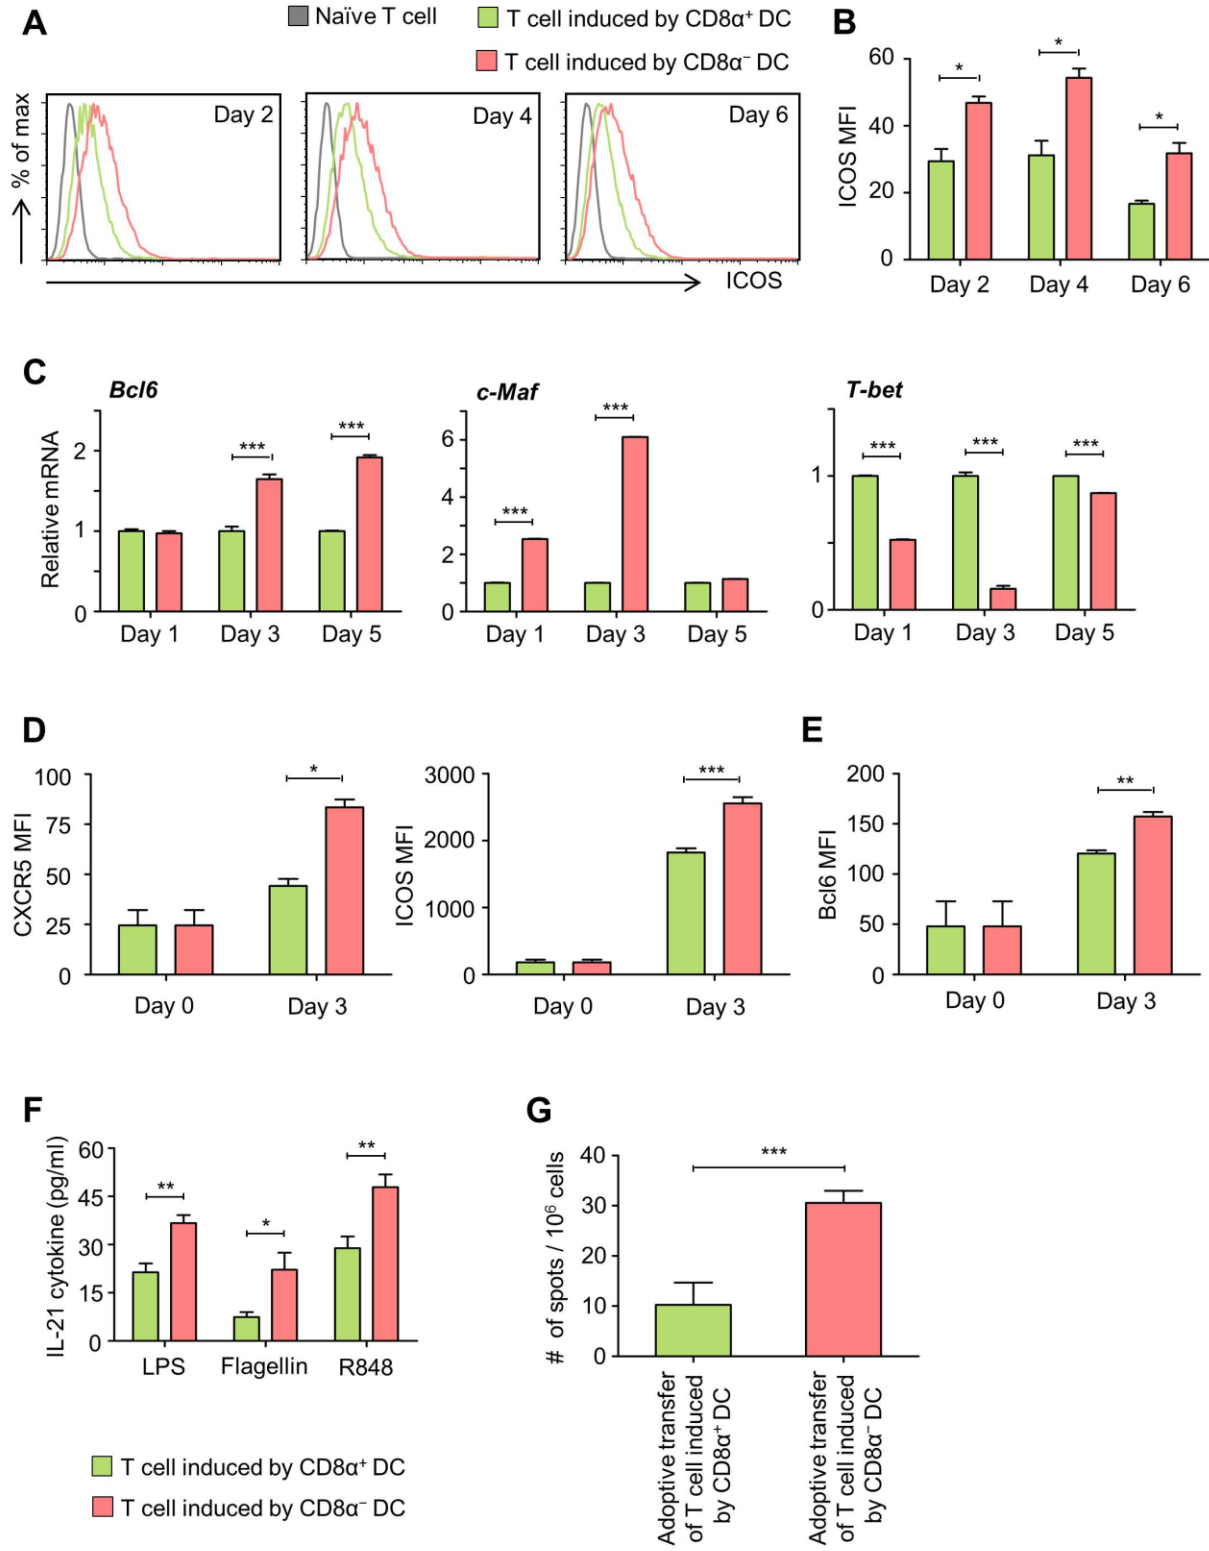 A
Naïve T cell
T cell induced by CD8α⁺ DC
T cell induced by CD8α⁻ DC
% of max
Day 2
Day 4
Day 6
ICOS
B
ICOS MFI
60
40
20
0
*
*
*
Day 2
Day 4
Day 6
C
Bcl6
Relative mRNA
2
1
0
***
***
Day 1
Day 3
Day 5
c-Maf
6
4
2
0
***
***
Day 1
Day 3
Day 5
T-bet
1
0
***
***
***
Day 1
Day 3
Day 5
D
CXCR5 MFI
100
75
50
25
0
*
Day 0
Day 3
ICOS MFI
3000
2000
1000
0
***
Day 0
Day 3
E
Bcl6 MFI
200
150
100
50
0
**
Day 0
Day 3
F
IL-21 cytokine (pg/ml)
60
45
30
15
0
**
*
**
LPS
Flagellin
R848
T cell induced by CD8α⁺ DC
T cell induced by CD8α⁻ DC
G
# of spots / 10⁶ cells
40
30
20
10
0
***
Adoptive transfer
of T cell induced
by CD8α⁺ DC
Adoptive transfer
of T cell induced
by CD8α⁻ DC